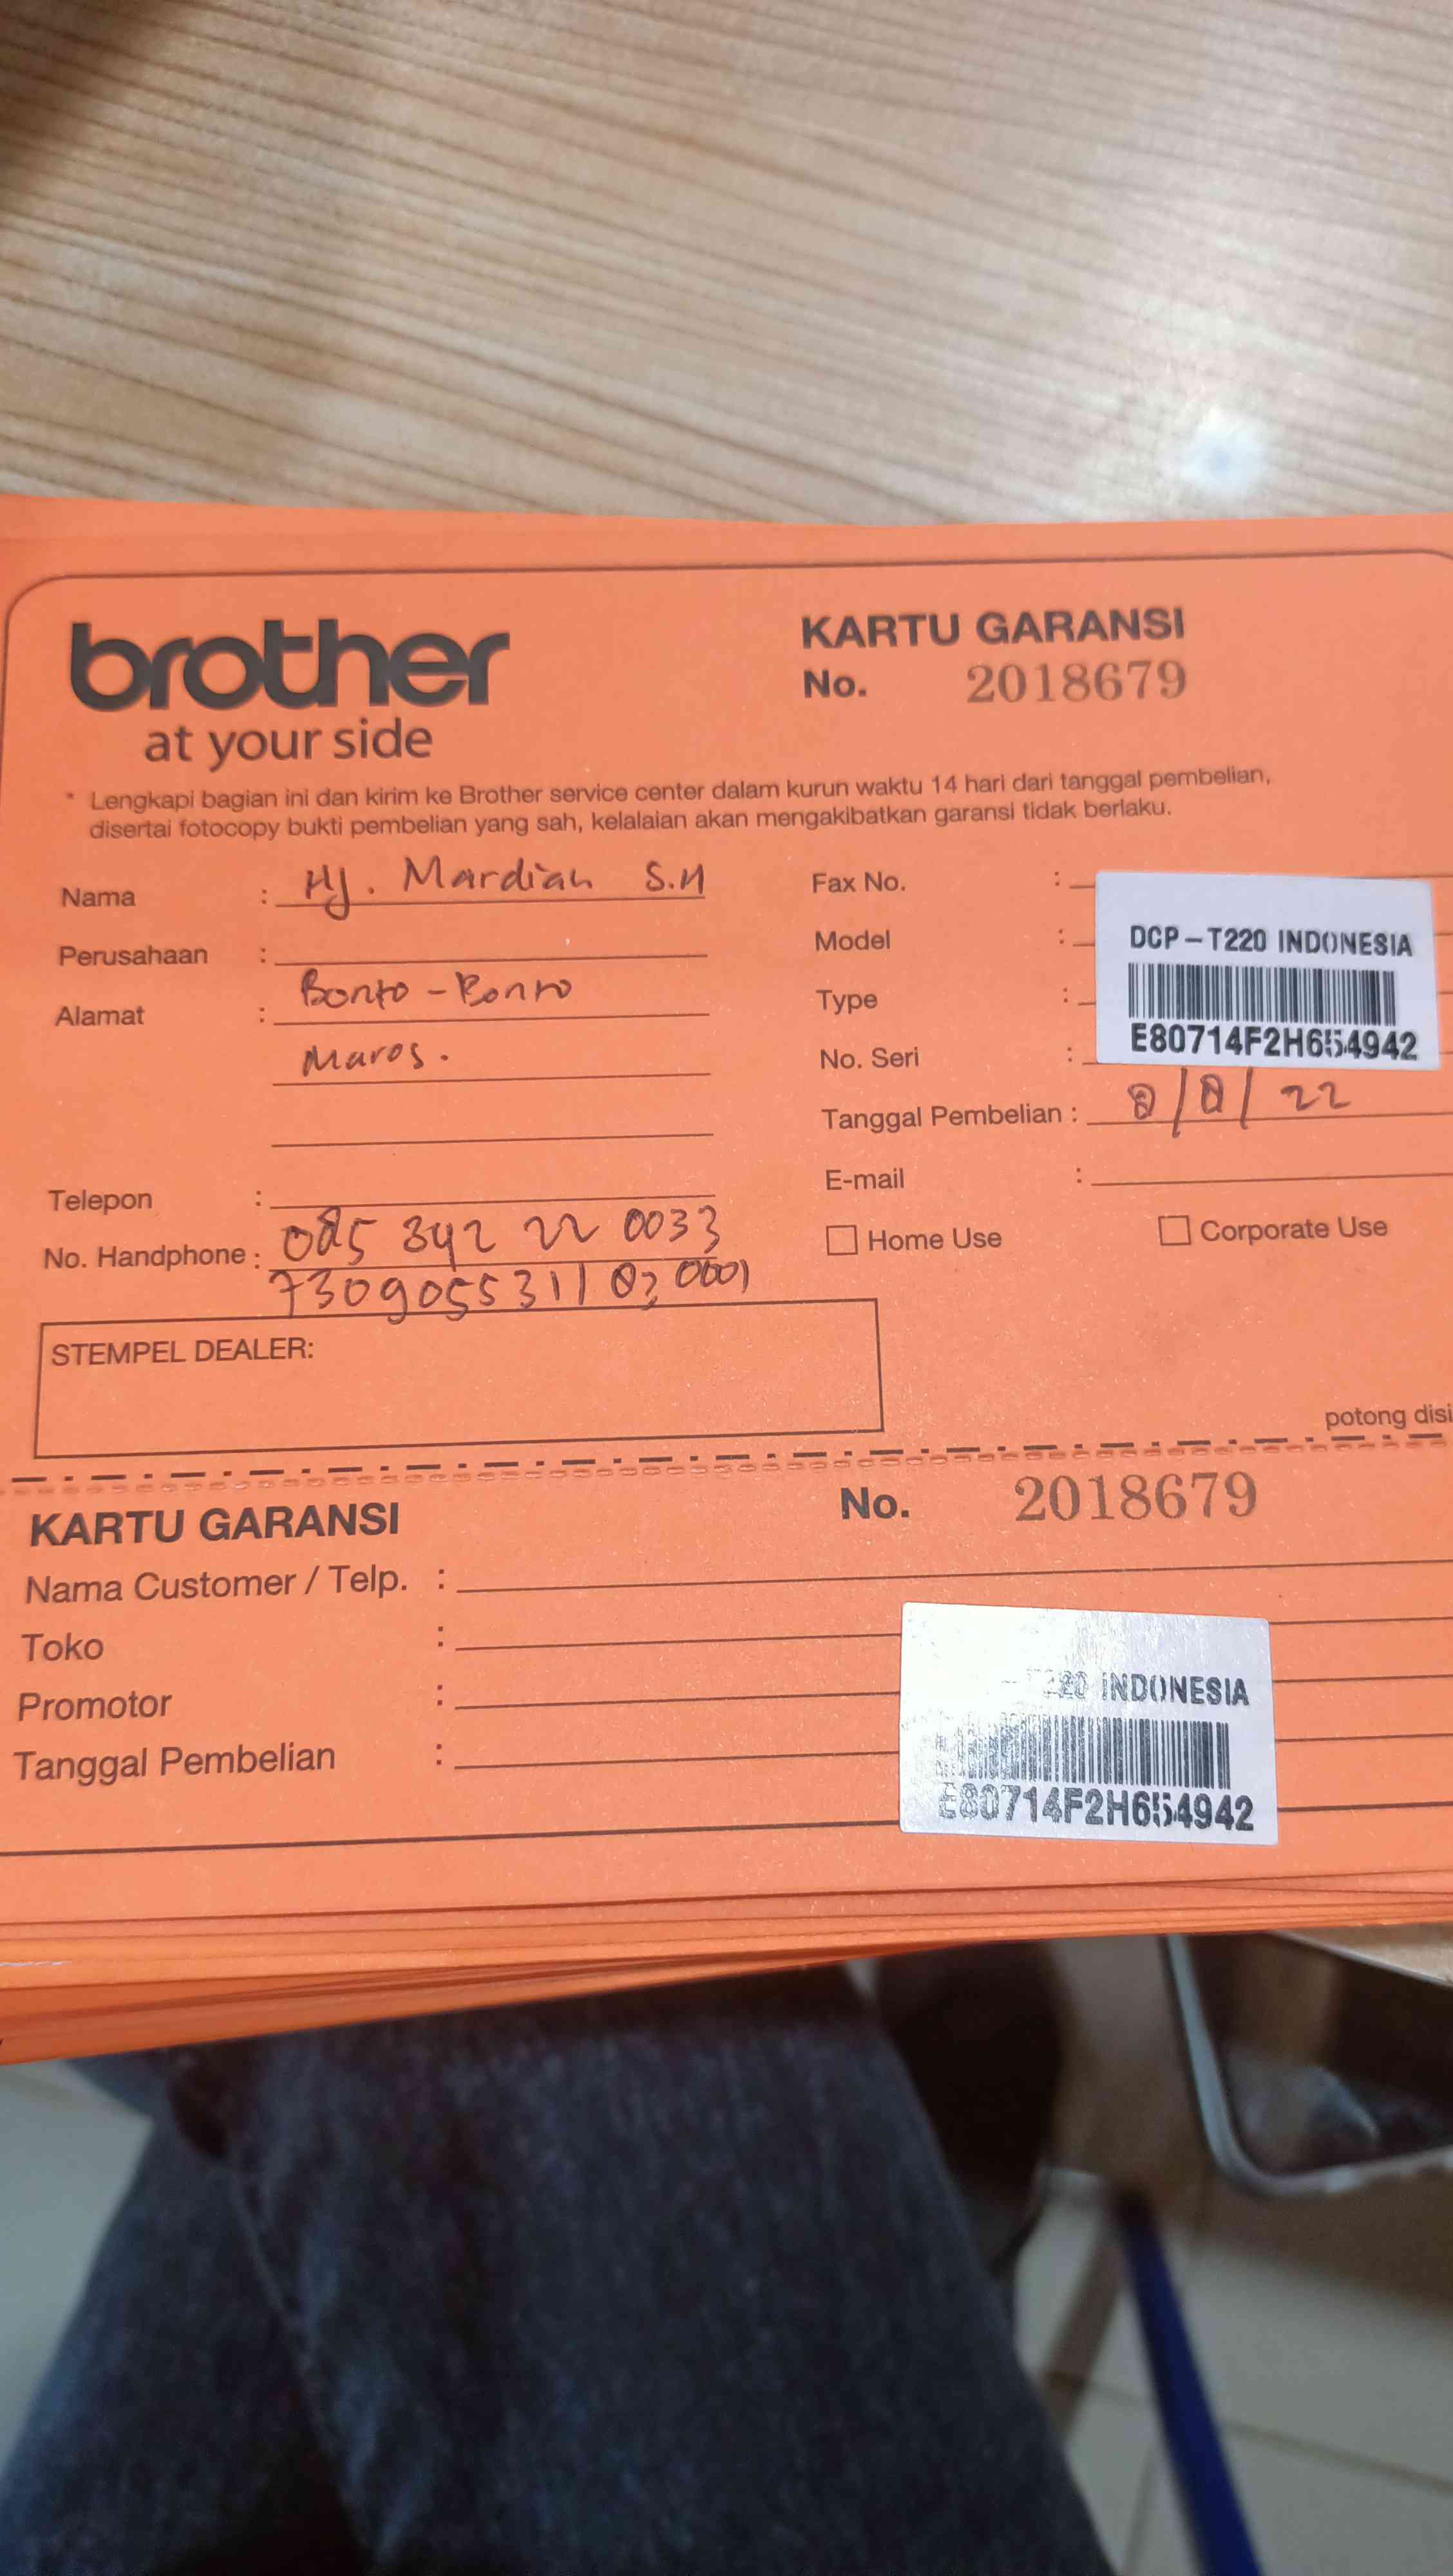 brother
at your side
KARTU GARANSI
No. 2018679
* Lengkapi bagian ini dan kirim ke Brother service center dalam kurun waktu 14 hari dari tanggal pembelian,
disertai fotocopy bukti pembelian yang sah, kelalaian akan mengakibatkan garansi tidak berlaku.
Nama : Hj. Mardiah S.H
Perusahaan :
Alamat : Bonto - Bonto
Maros.
Telepon :
No. Handphone : 085 342 22 0033
STEMPEL DEALER:
Fax No. :
Model : DCP-T220 INDONESIA
Type :
No. Seri : E80714F2H654942
Tanggal Pembelian : 8/8/22
E-mail :
Home Use Corporate Use
potong disi
KARTU GARANSI No. 2018679
Nama Customer / Telp. :
Toko :
Promotor :
Tanggal Pembelian :
INDONESIA
E80714F2H654942